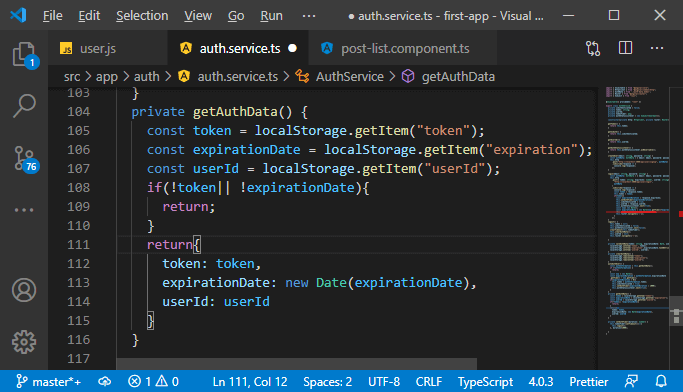 File Edit Selection View Go Run ··· ● auth.service.ts - first-app - Visual ...
JS user.js auth.service.ts ● post-list.component.ts ···
src > app > auth > auth.service.ts > AuthService > getAuthData
103 }
104 private getAuthData() {
105 const token = localStorage.getItem("token");
106 const expirationDate = localStorage.getItem("expiration");
107 const userId = localStorage.getItem("userId");
108 if(!token|| !expirationDate){
109 return;
110 }
111 return{
112 token: token,
113 expirationDate: new Date(expirationDate),
114 userId: userId
115 }
116 }
117
1
76
master*+ 1 0 Ln 111, Col 12 Spaces: 2 UTF-8 CRLF TypeScript 4.0.3 Prettier